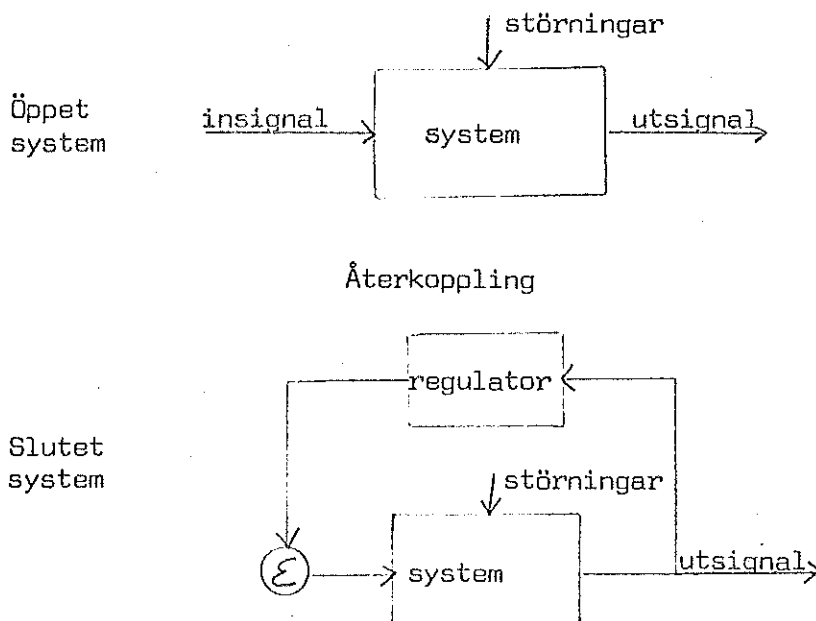 störningar
Öppet
system
insignal
system
utsignal
Återkoppling
regulator
Slutet
system
störningar
Σ
system
utsignal